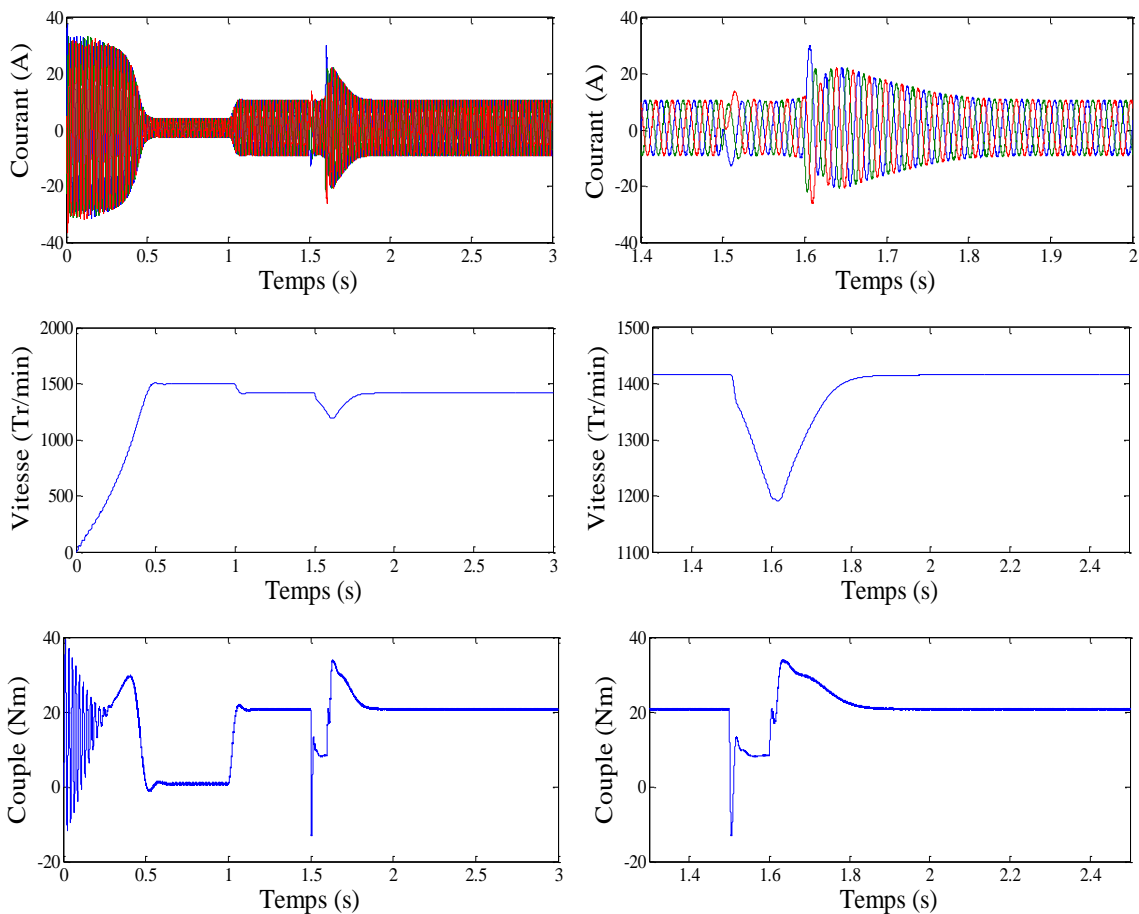 40
20
0
-20
-40
Courant (A)
0 0.5 1 1.5 2 2.5 3
Temps (s)
40
20
0
-20
-40
Courant (A)
1.4 1.5 1.6 1.7 1.8 1.9 2
Temps (s)
2000
1500
1000
500
0
Vitesse (Tr/min)
0 0.5 1 1.5 2 2.5 3
Temps (s)
1500
1400
1300
1200
1100
Vitesse (Tr/min)
1.4 1.6 1.8 2 2.2 2.4
Temps (s)
40
20
0
-20
Couple (Nm)
0 0.5 1 1.5 2 2.5 3
Temps (s)
40
20
0
-20
Couple (Nm)
1.4 1.6 1.8 2 2.2 2.4
Temps (s)